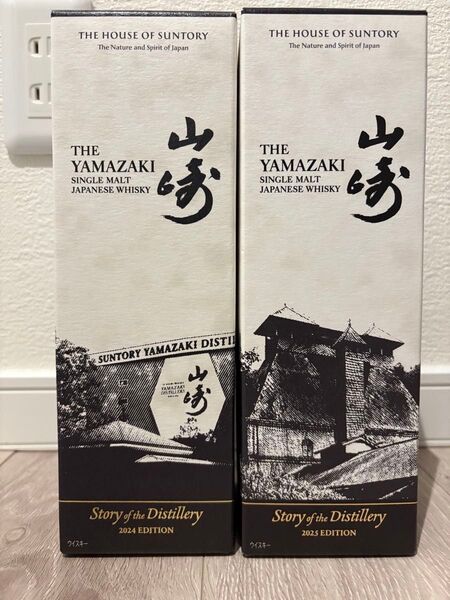 THE HOUSE OF SUNTORY
The Nature and Spirit of Japan
THE
YAMAZAKI
SINGLE MALT
JAPANESE WHISKY
山崎
SUNTORY YAMAZAKI DISTIL
YAMAZAKI
DISTILLERY
山崎
Story of the Distillery
2024 EDITION
ウイスキー
THE HOUSE OF SUNTORY
The Nature and Spirit of Japan
THE
YAMAZAKI
SINGLE MALT
JAPANESE WHISKY
山崎
Story of the Distillery
2025 EDITION
ウイスキー